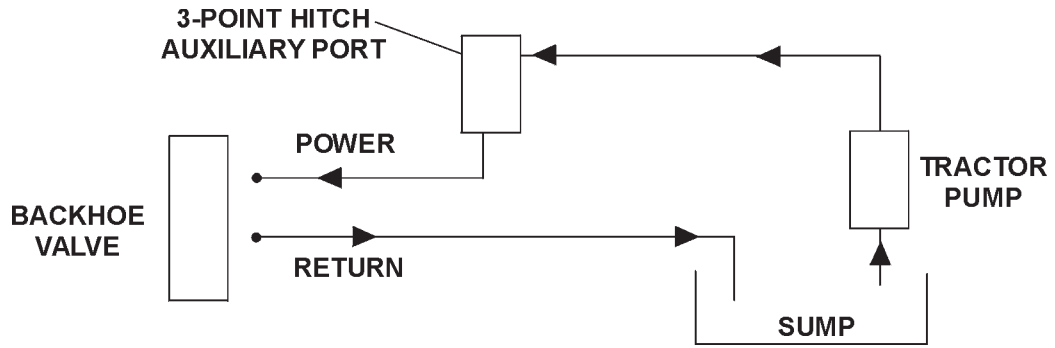 3-POINT HITCH
AUXILIARY PORT
POWER
TRACTOR
PUMP
BACKHOE
VALVE
RETURN
SUMP